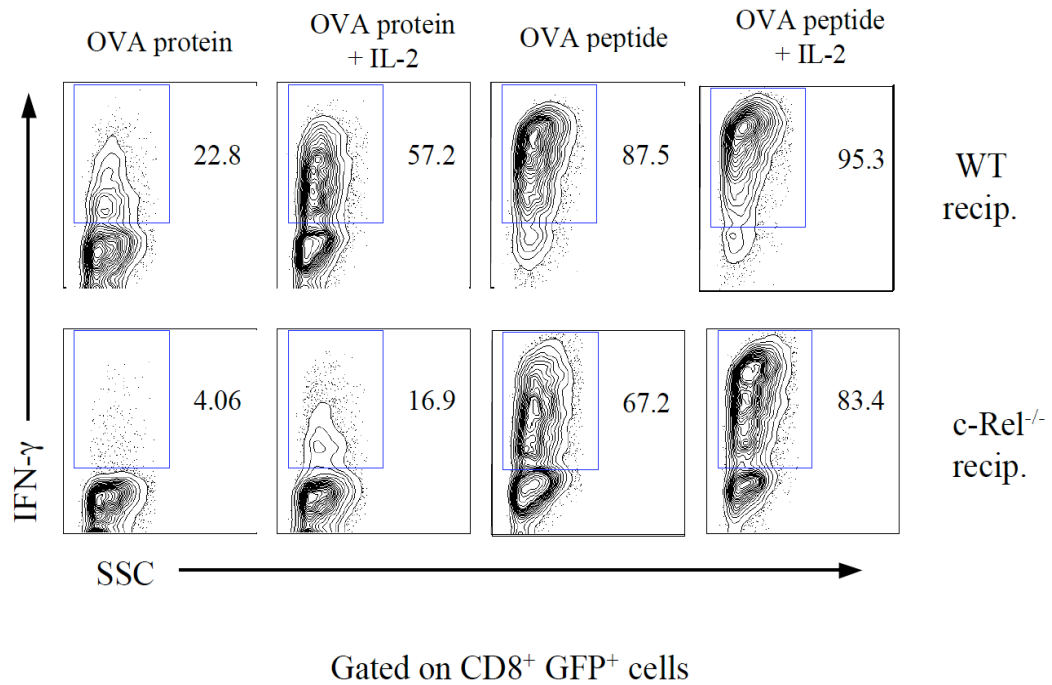 OVA protein
OVA protein
+ IL-2
OVA peptide
OVA peptide
+ IL-2
22.8
57.2
87.5
95.3
WT
recip.
4.06
16.9
67.2
83.4
c-Rel-/-
recip.
IFN-γ
SSC
Gated on CD8+ GFP+ cells